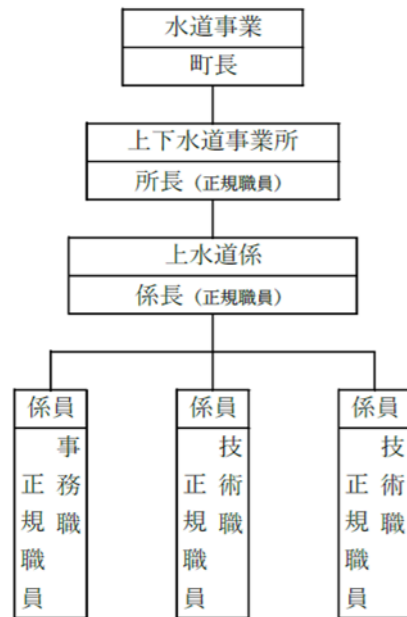 水道事業
町長
上下水道事業所
所長（正規職員）
上水道係
係長（正規職員）
係員
事務職
正規職員
係員
技術職
正規職員
係員
技術職
正規職員